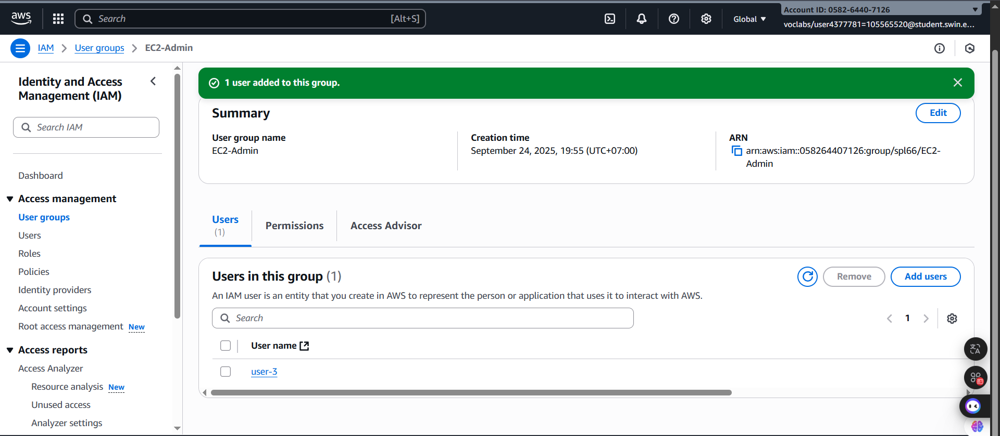 aws
Search [Alt+S]
Global
Account ID: 0582-6440-7126
voclabs/user4377781=105565520@student.swin.e...
IAM
User groups
EC2-Admin
Identity and Access
Management (IAM)
Search IAM
Dashboard
Access management
User groups
Users
Roles
Policies
Identity providers
Account settings
Root access management New
Access reports
Access Analyzer
Resource analysis New
Unused access
Analyzer settings
1 user added to this group.
Summary
Edit
User group name
EC2-Admin
Creation time
September 24, 2025, 19:55 (UTC+07:00)
ARN
arn:aws:iam::058264407126:group/spl66/EC2-
Admin
Users
(1)
Permissions
Access Advisor
Users in this group (1)
Remove
Add users
An IAM user is an entity that you create in AWS to represent the person or application that uses it to interact with AWS.
Search
1
User name
user-3